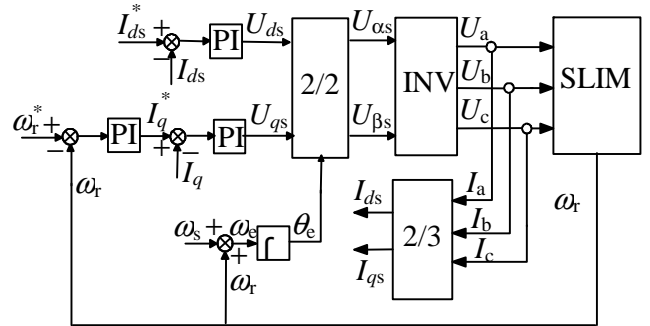 I*ds + − PI Uds Uαs Ua
Ids 2/2 INV Ub SLIM
ω*r + − PI I*q + − PI Uqs Uβs Uc
ωr Iq
Ids Ia ωr
ωs + ωe ∫ θe 2/3 Ib
+ Iqs Ic
ωr